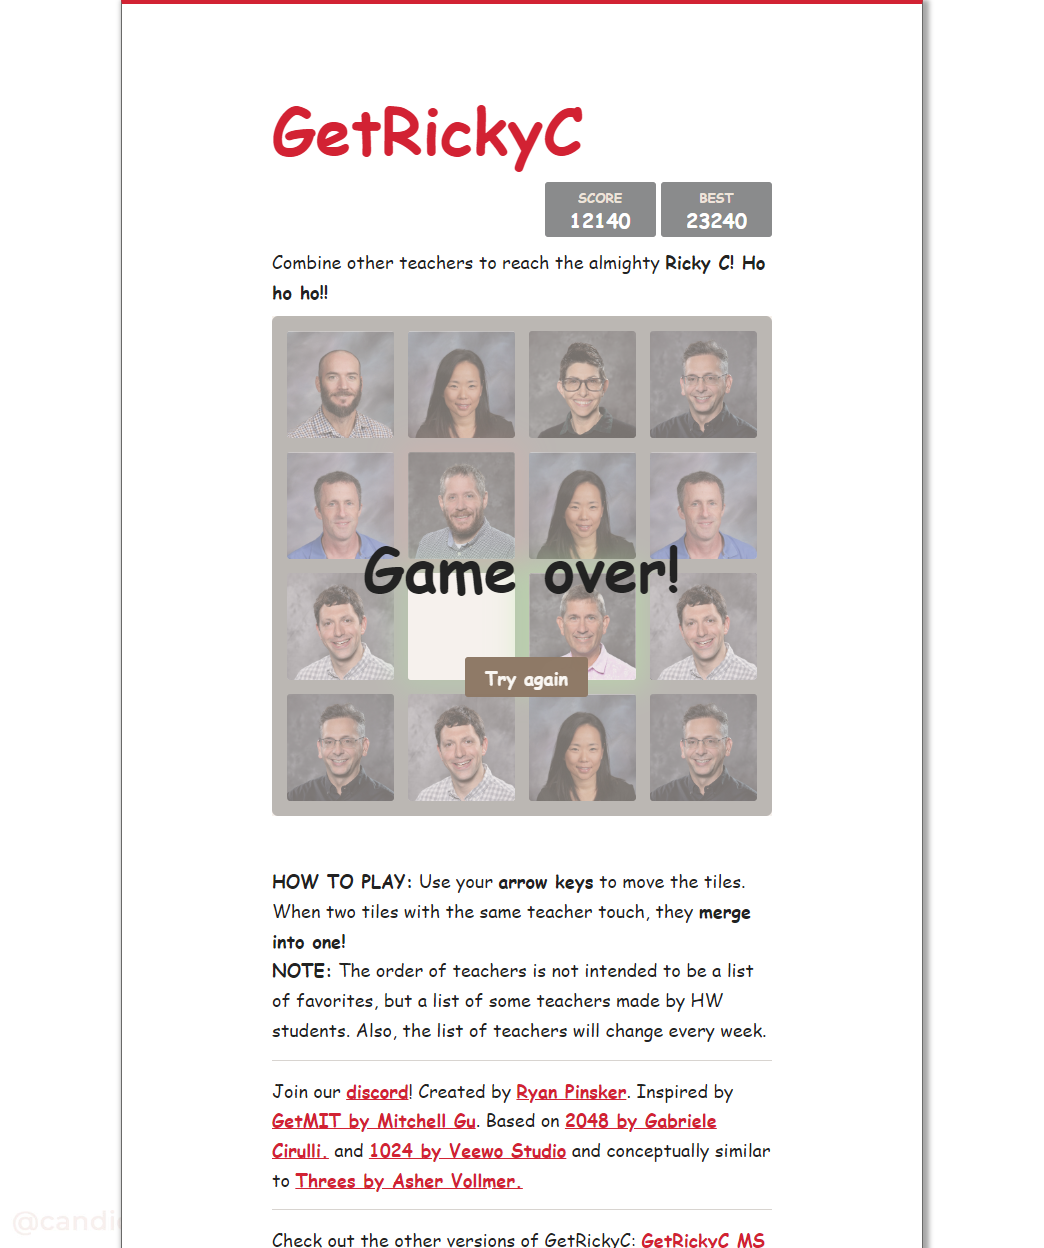 GetRickyC
SCORE
12140
BEST
23240
Combine other teachers to reach the almighty Ricky C! Ho
ho ho!!
Game over!
Try again
HOW TO PLAY: Use your arrow keys to move the tiles.
When two tiles with the same teacher touch, they merge
into one!
NOTE: The order of teachers is not intended to be a list
of favorites, but a list of some teachers made by HW
students. Also, the list of teachers will change every week.
Join our discord! Created by Ryan Pinsker. Inspired by
GetMIT by Mitchell Gu. Based on 2048 by Gabriele
Cirulli. and 1024 by Veewo Studio and conceptually similar
to Threes by Asher Vollmer.
Check out the other versions of GetRickyC: GetRickyC MS